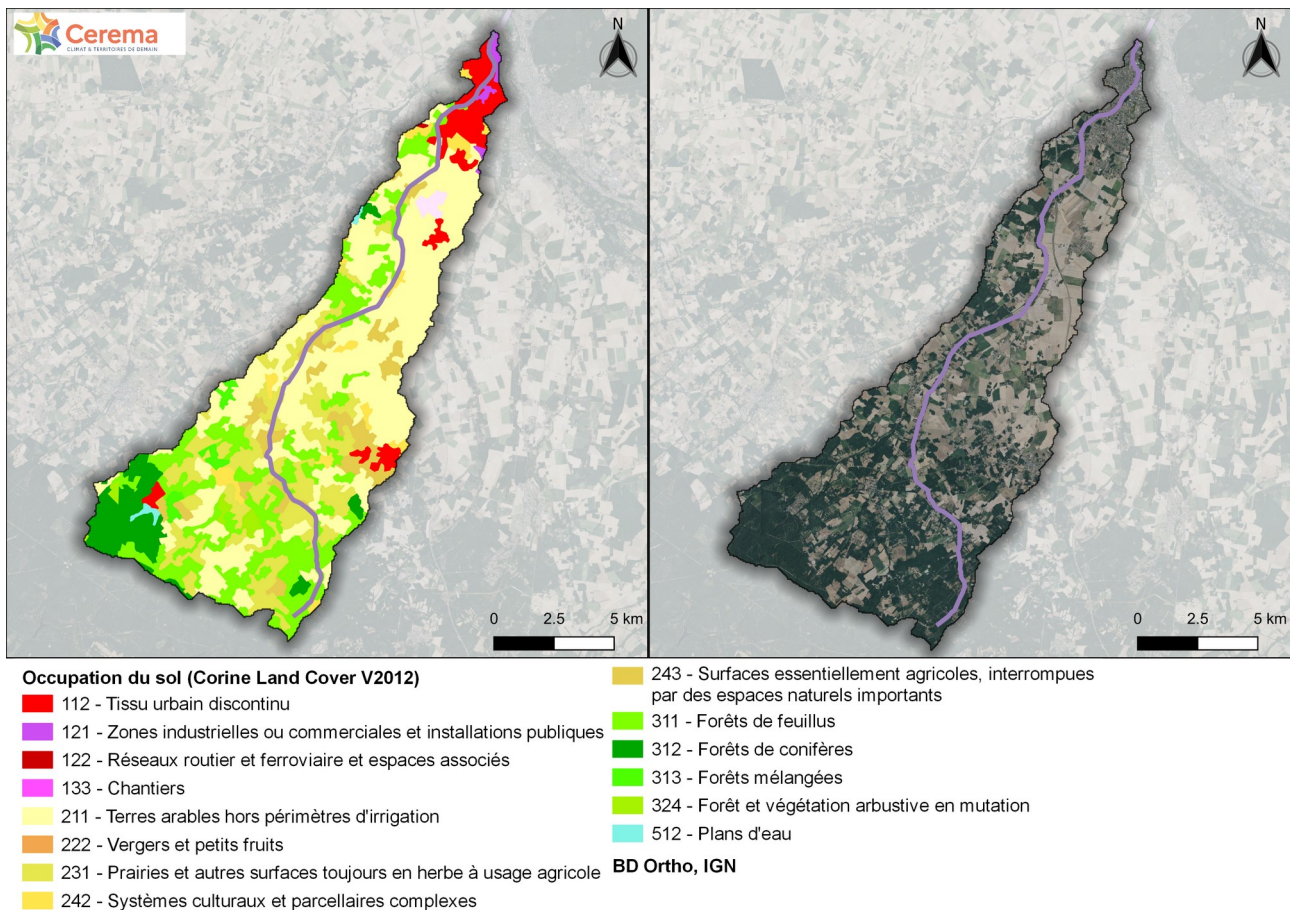 Cerema
CLIMAT & TERRITOIRES DE DEMAIN
N
0 2.5 5 km
N
0 2.5 5 km
Occupation du sol (Corine Land Cover V2012)
112 - Tissu urbain discontinu
121 - Zones industrielles ou commerciales et installations publiques
122 - Réseaux routier et ferroviaire et espaces associés
133 - Chantiers
211 - Terres arables hors périmètres d'irrigation
222 - Vergers et petits fruits
231 - Prairies et autres surfaces toujours en herbe à usage agricole
242 - Systèmes culturaux et parcellaires complexes
243 - Surfaces essentiellement agricoles, interrompues
par des espaces naturels importants
311 - Forêts de feuillus
312 - Forêts de conifères
313 - Forêts mélangées
324 - Forêt et végétation arbustive en mutation
512 - Plans d'eau
BD Ortho, IGN